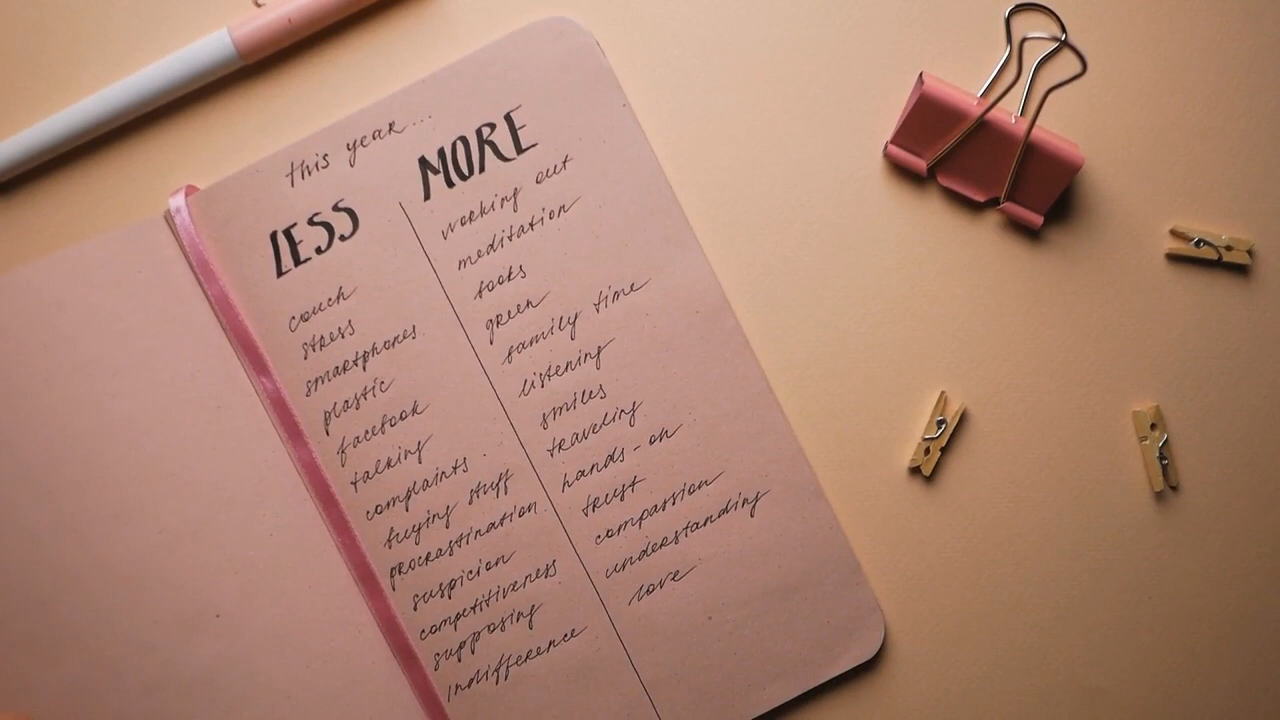 this year...
LESS
couch
stress
smartphones
plastic
facebook
talking
complaints
buying stuff
procrastination
suspicion
competitiveness
supposing
indifference
MORE
working out
meditation
books
green
family time
listening
smiles
traveling
hands-on
trust
compassion
understanding
love